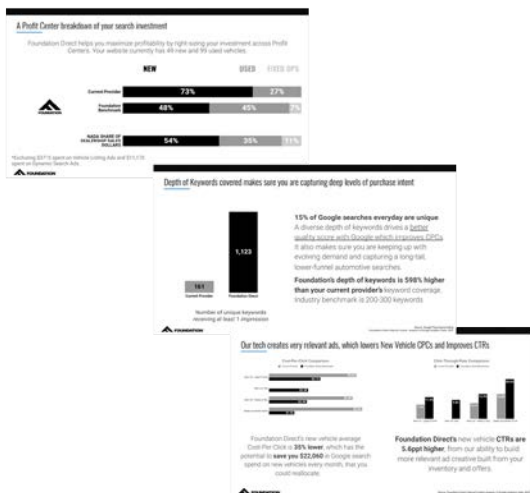 A Profit Center breakdown of your search investment
Foundation Direct helps you maximize profitability by right-sizing your investment across Profit
Centers. Your website currently has 49 new and 99 used vehicles.
NEW USED FIXED OPS
Current Provider 73% 27%
Foundation
Benchmark 48% 45% 7%
NADA SHARE OF
DEALERSHIP SALES
DOLLARS 54% 35% 11%
spent on Dynamic Search Ads
FOUNDATION
Depth of Keywords covered makes sure you are capturing deep levels of purchase intent
161
Current Provider
1,123
Foundation Direct
Number of unique keywords
receiving at least 1 impression
15% of Google searches everyday are unique
A diverse depth of keywords drives a better
quality score with Google which improves CPCs.
It also makes sure you are keeping up with
evolving demand and capturing a long tail,
lower-funnel automotive searches.
Foundation's depth of keywords is 598% higher
than your current provider's keyword coverage.
Industry benchmark is 200-300 keywords
FOUNDATION
Our tech creates very relevant ads, which lowers New Vehicle CPCs and Improves CTRs
Cost-Per-Click Comparison
Click-Through-Rate Comparison
Foundation Direct's new vehicle average
Cost-Per-Click is 35% lower, which has the
potential to save you $22,060 in Google search
spend on new vehicles every month, that you
could reallocate.
Foundation Direct's new vehicle CTRs are
5.6ppt higher, from our ability to build
more relevant ad creative built from your
inventory and offers.
FOUNDATION